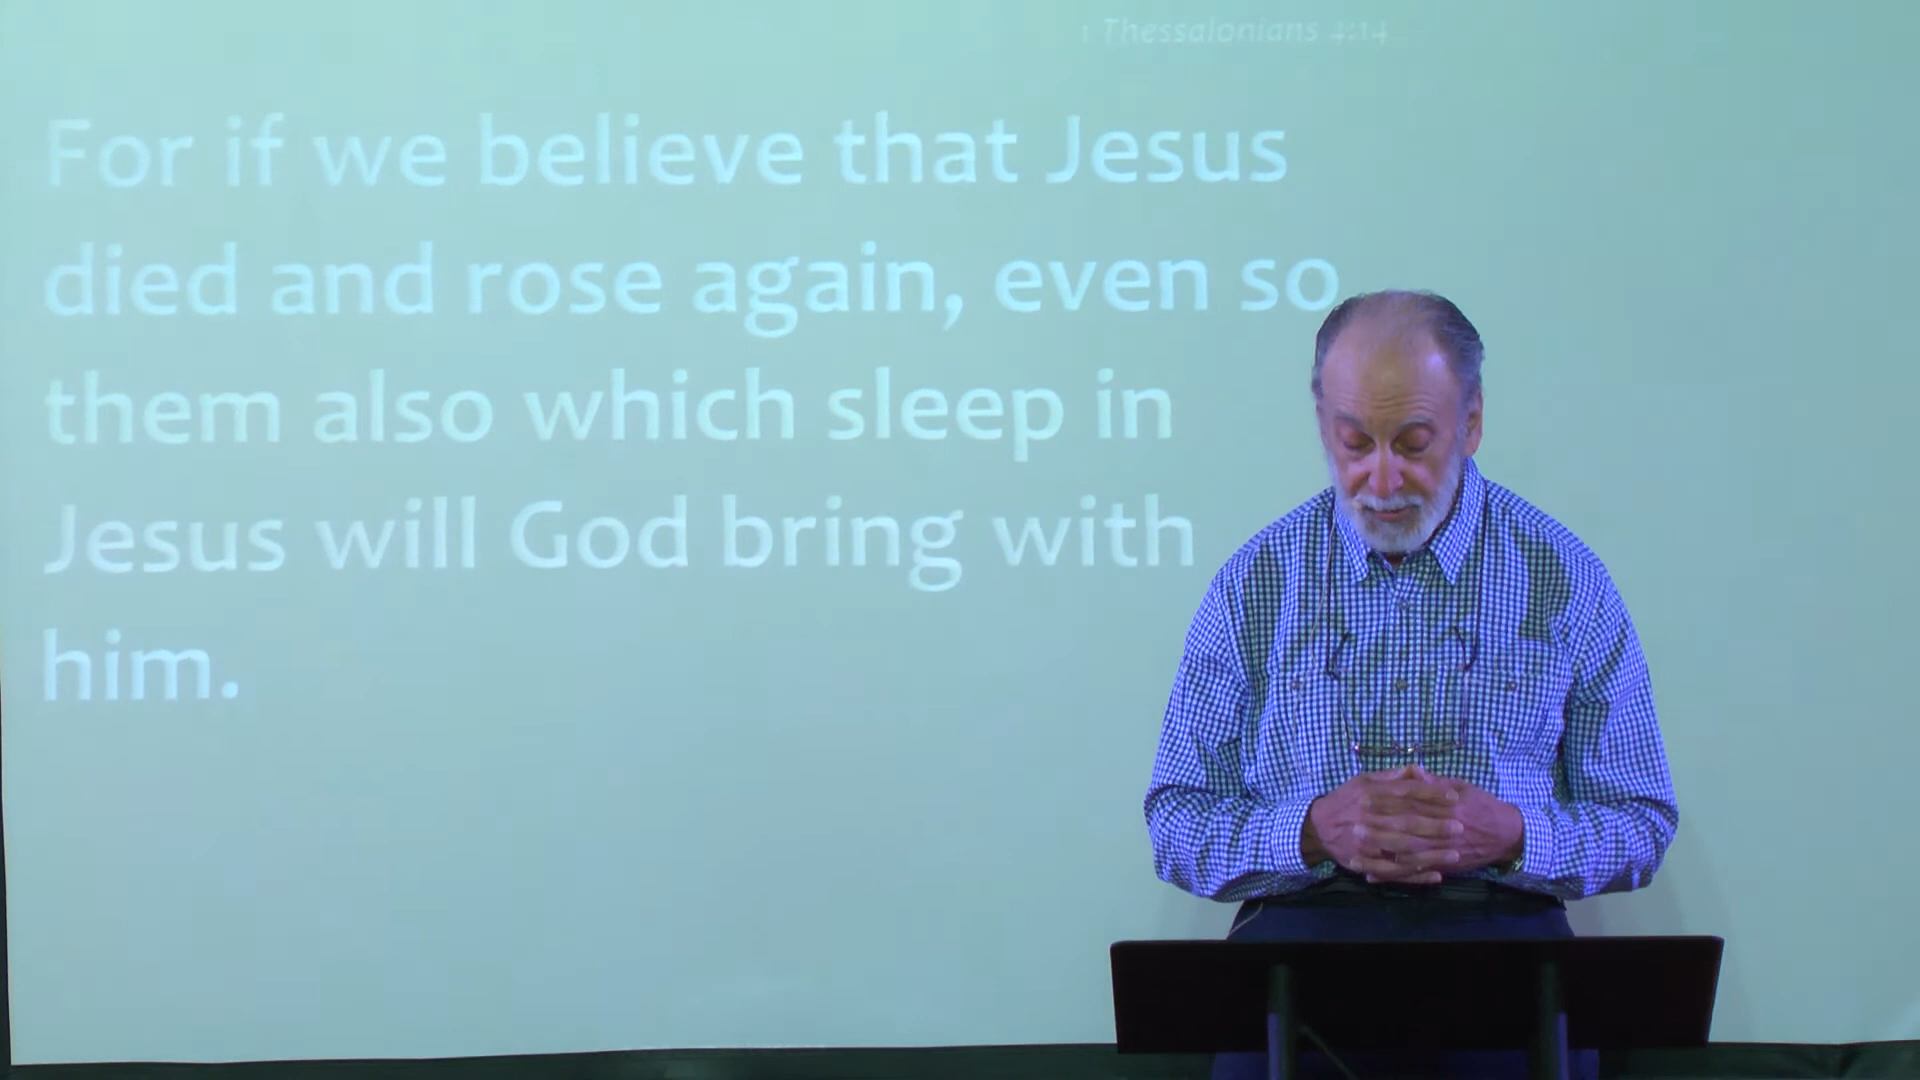 1 Thessalonians 4:14
For if we believe that Jesus
died and rose again, even so
them also which sleep in
Jesus will God bring with
him.